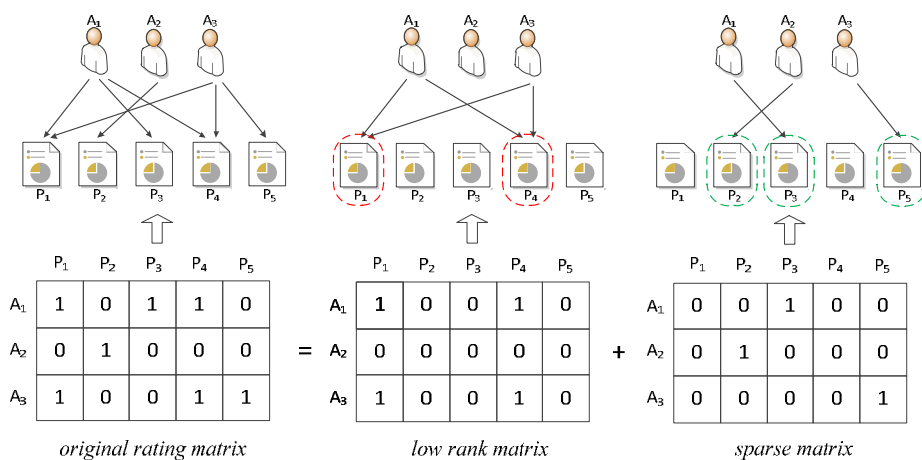 A1 A2 A3 A1 A2 A3 A1 A2 A3
P1 P2 P3 P4 P5 P1 P2 P3 P4 P5 P1 P2 P3 P4 P5
P1 P2 P3 P4 P5 P1 P2 P3 P4 P5 P1 P2 P3 P4 P5
A1 1 0 1 1 0 A1 1 0 0 1 0 A1 0 0 1 0 0
A2 0 1 0 0 0 = A2 0 0 0 0 0 + A2 0 1 0 0 0
A3 1 0 0 1 1 A3 1 0 0 1 0 A3 0 0 0 0 1
original rating matrix low rank matrix sparse matrix